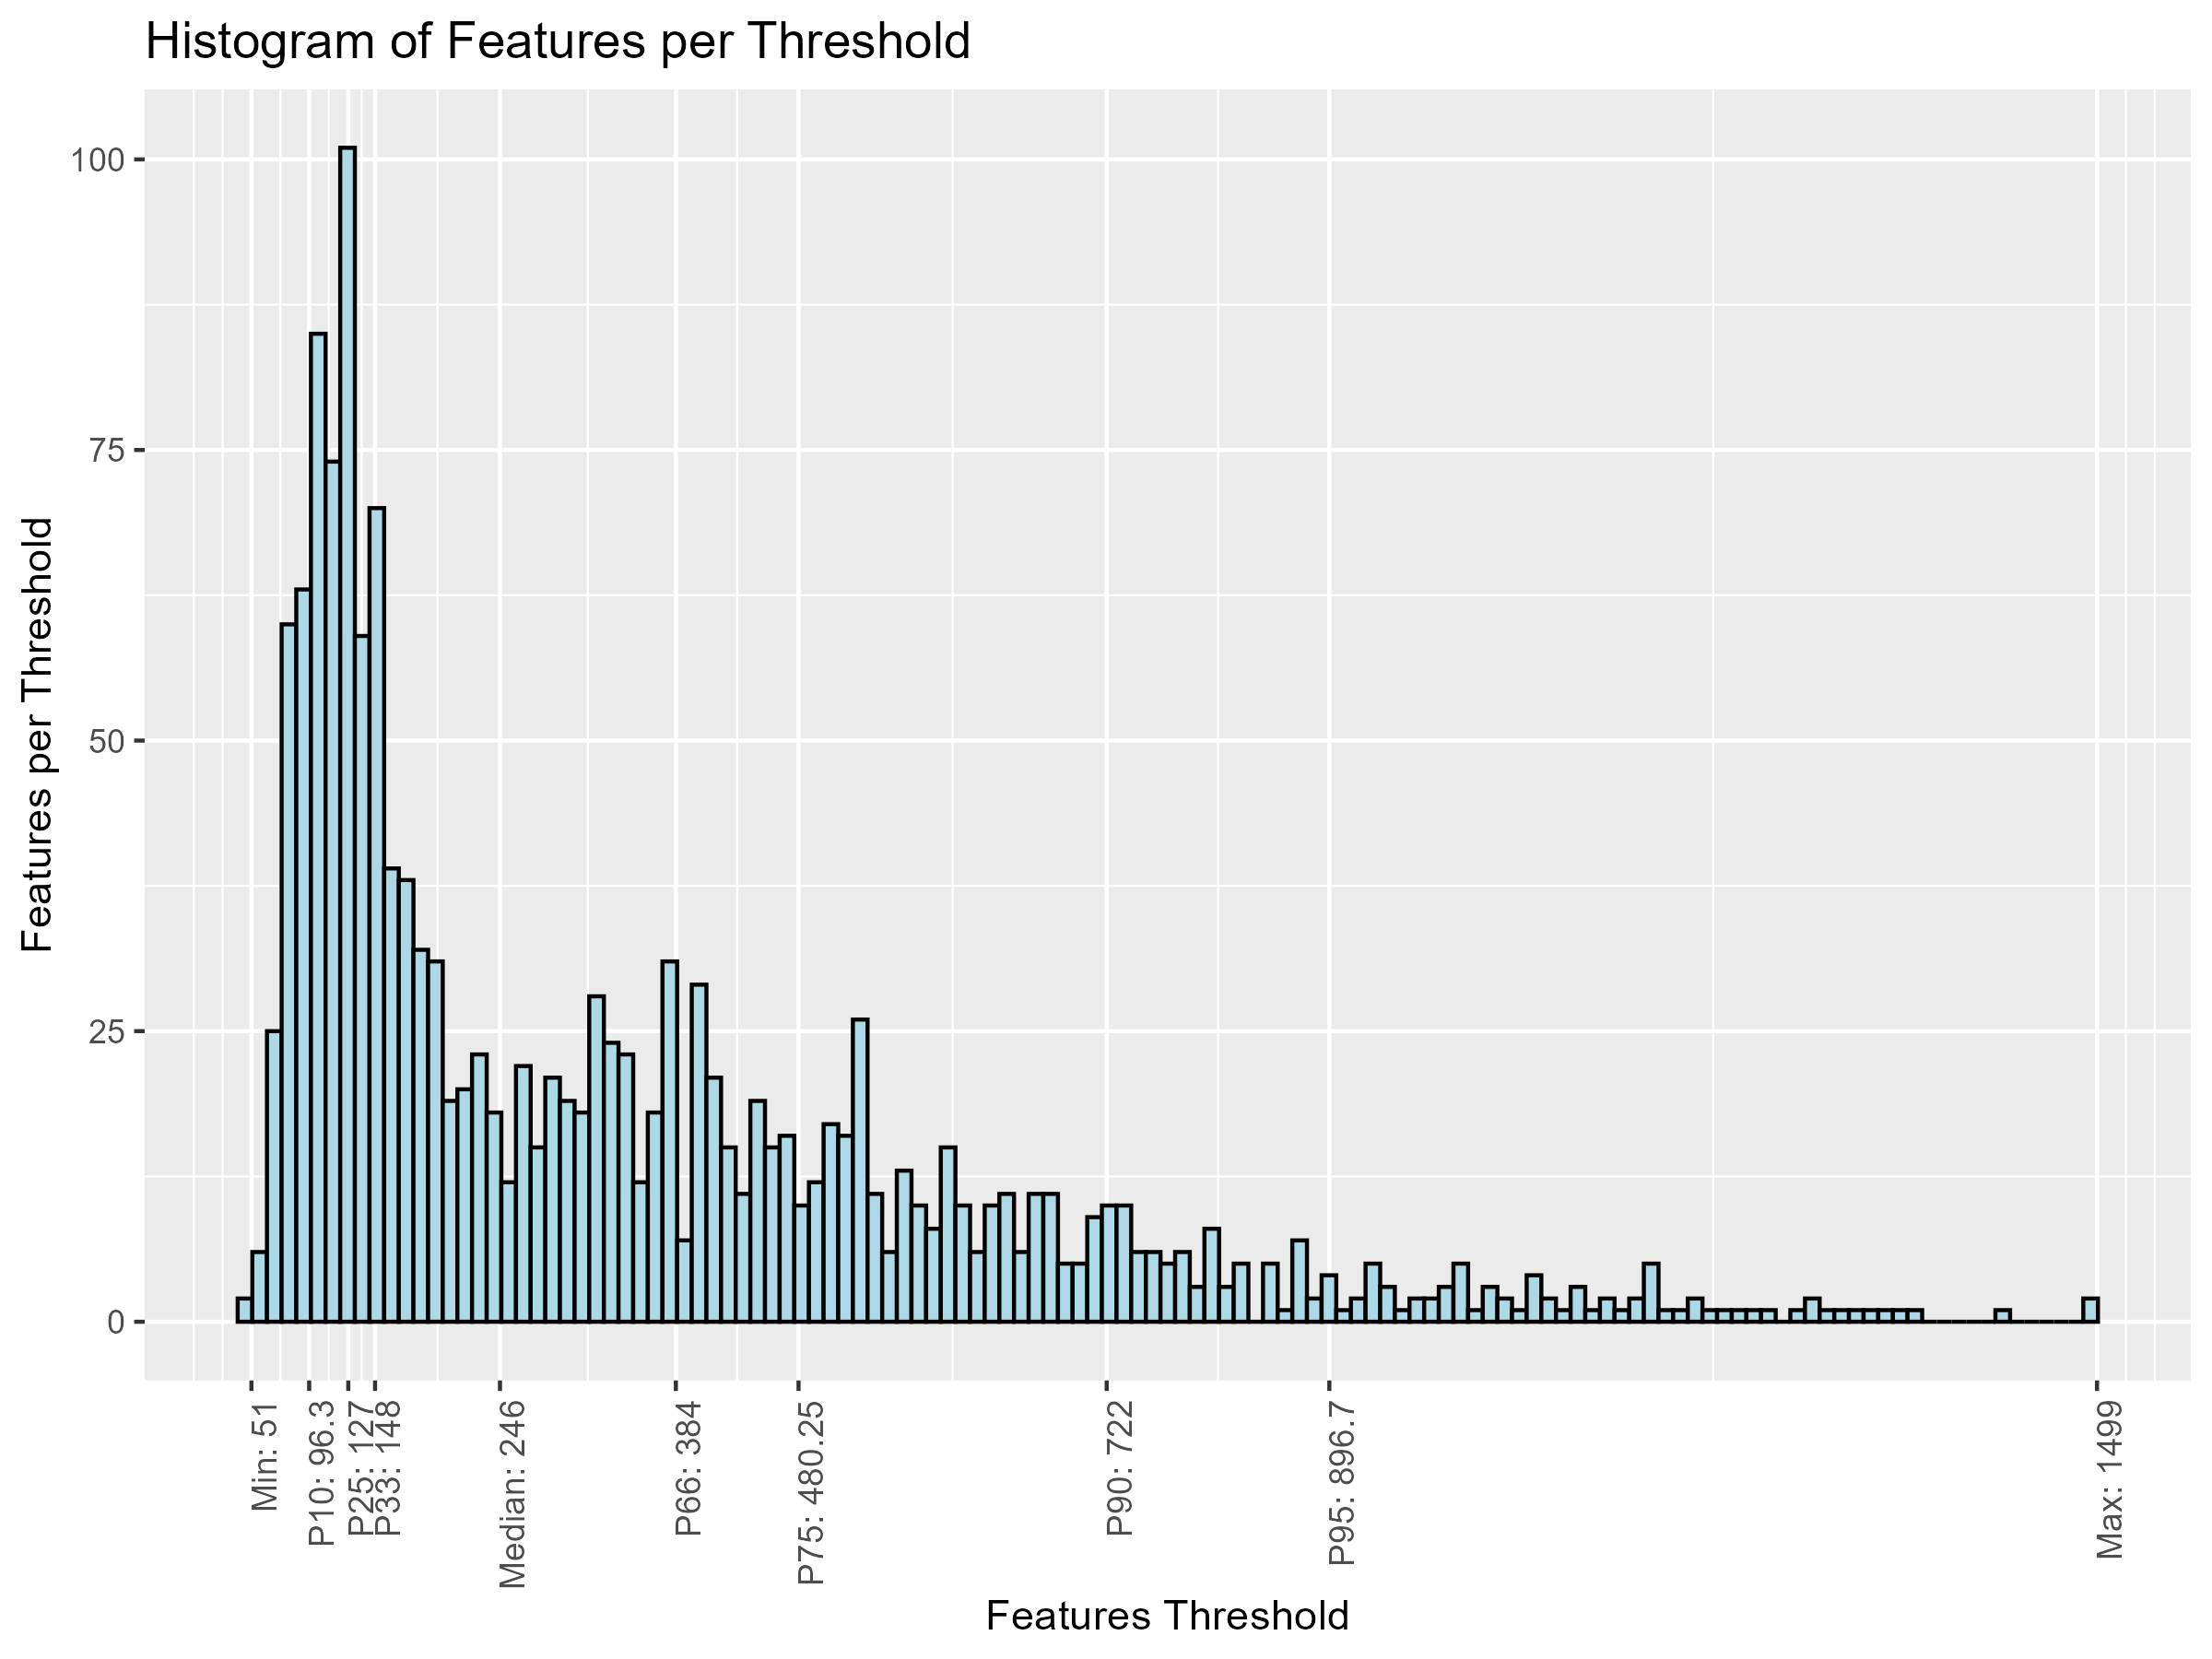 Histogram of Features per Threshold
Features per Threshold
100
75
50
25
0
Min: 51
P10: 96.3
P25: 127
P33: 148
Median: 246
P66: 384
P75: 480.25
P90: 722
P95: 896.7
Max: 1499
Features Threshold